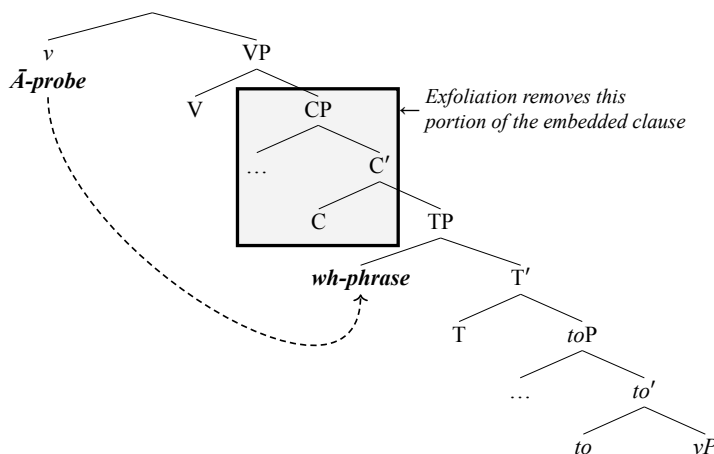 v VP
Ā-probe
V CP ← Exfoliation removes this
portion of the embedded clause
… C′
C TP
wh-phrase T′
T toP
… to′
to vP